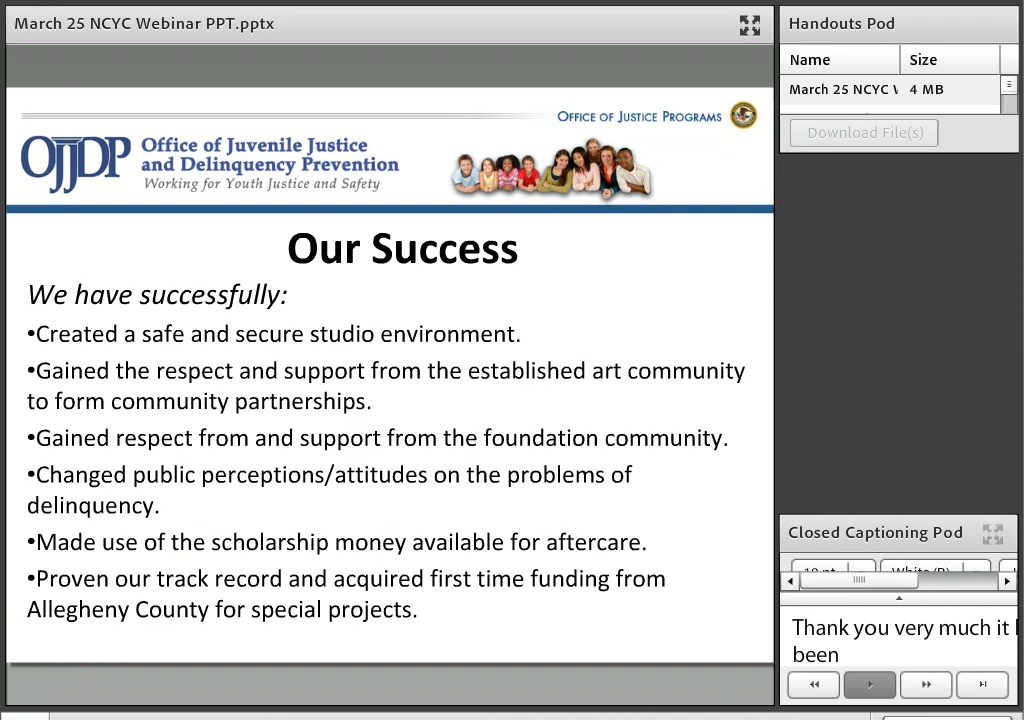 March 25 NCYC Webinar PPT.pptx
OFFICE OF JUSTICE PROGRAMS
OJJDP
Office of Juvenile Justice
and Delinquency Prevention
Working for Youth Justice and Safety
Our Success
We have successfully:
•Created a safe and secure studio environment.
•Gained the respect and support from the established art community
to form community partnerships.
•Gained respect from and support from the foundation community.
•Changed public perceptions/attitudes on the problems of
delinquency.
•Made use of the scholarship money available for aftercare.
•Proven our track record and acquired first time funding from
Allegheny County for special projects.
Handouts Pod
Name Size
March 25 NCYC 4 MB
Download File(s)
Closed Captioning Pod
Thank you very much it
been